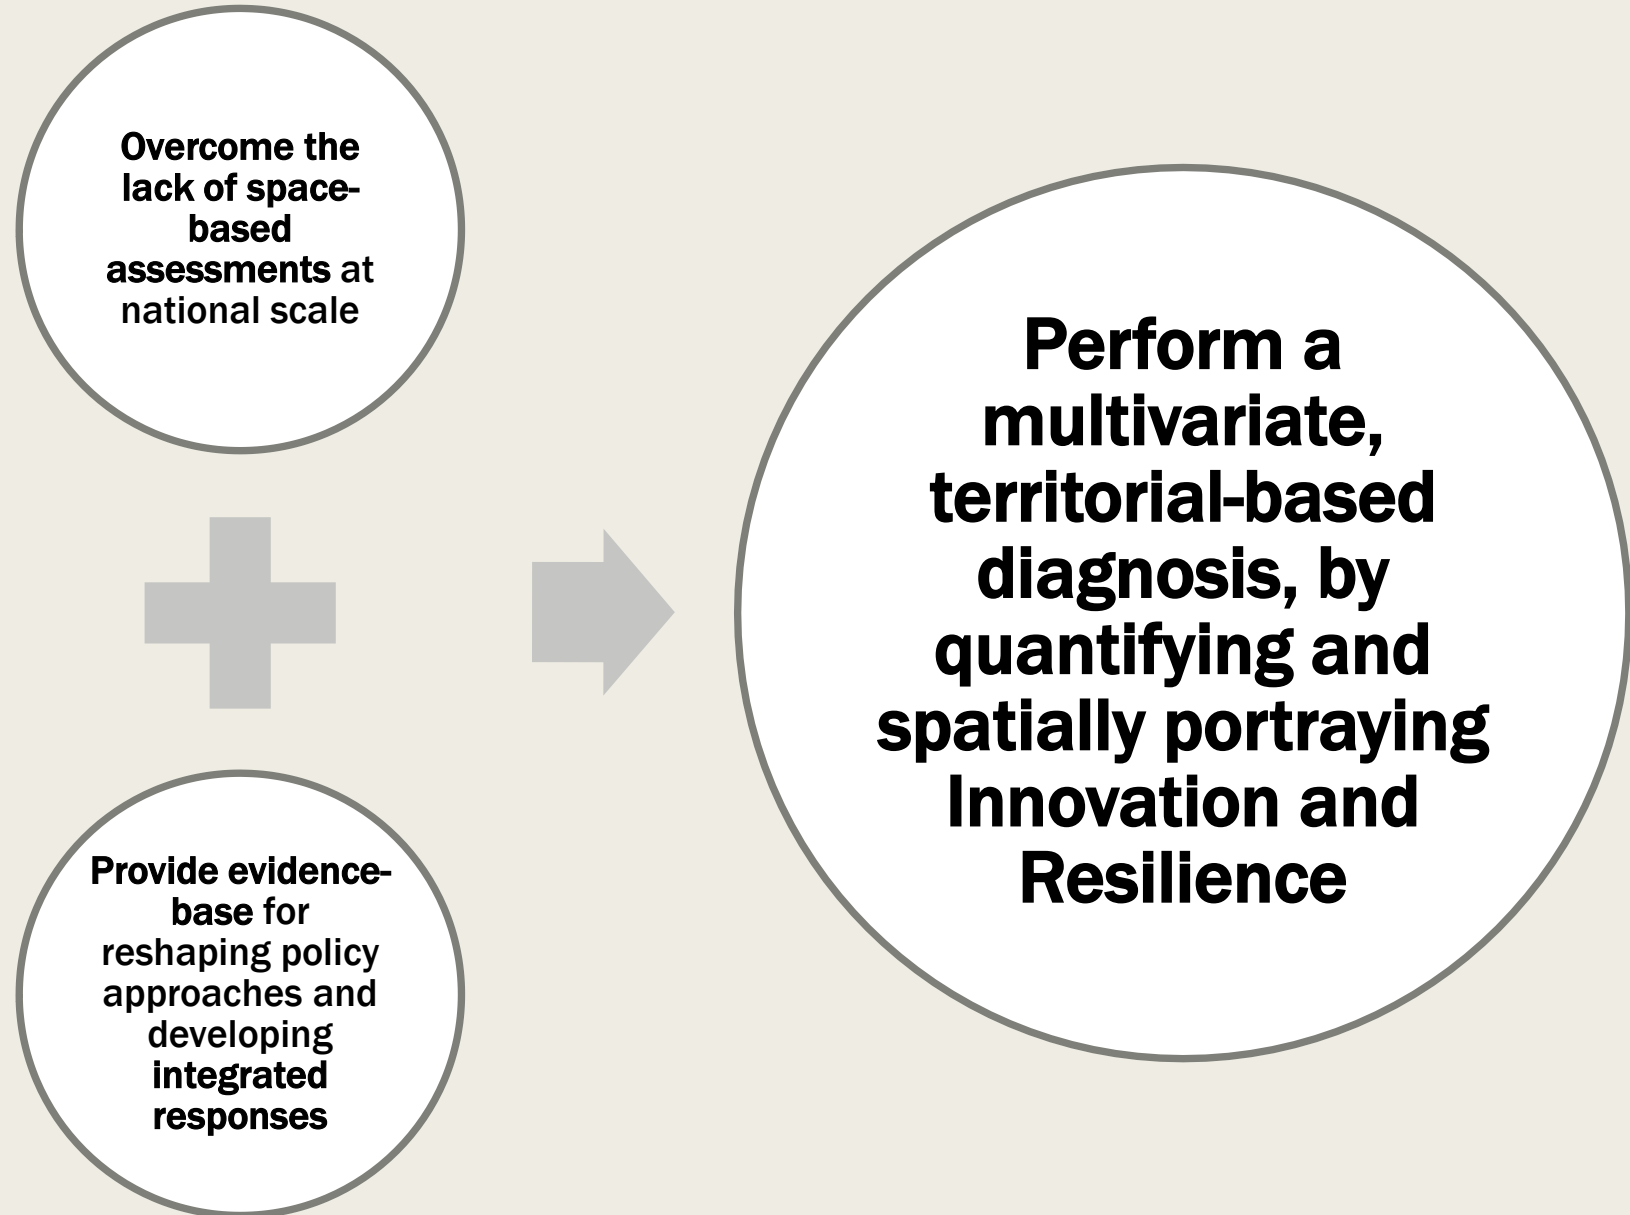 Overcome the
lack of space-
based
assessments at
national scale
Provide evidence-
base for
reshaping policy
approaches and
developing
integrated
responses
Perform a
multivariate,
territorial-based
diagnosis, by
quantifying and
spatially portraying
Innovation and
Resilience